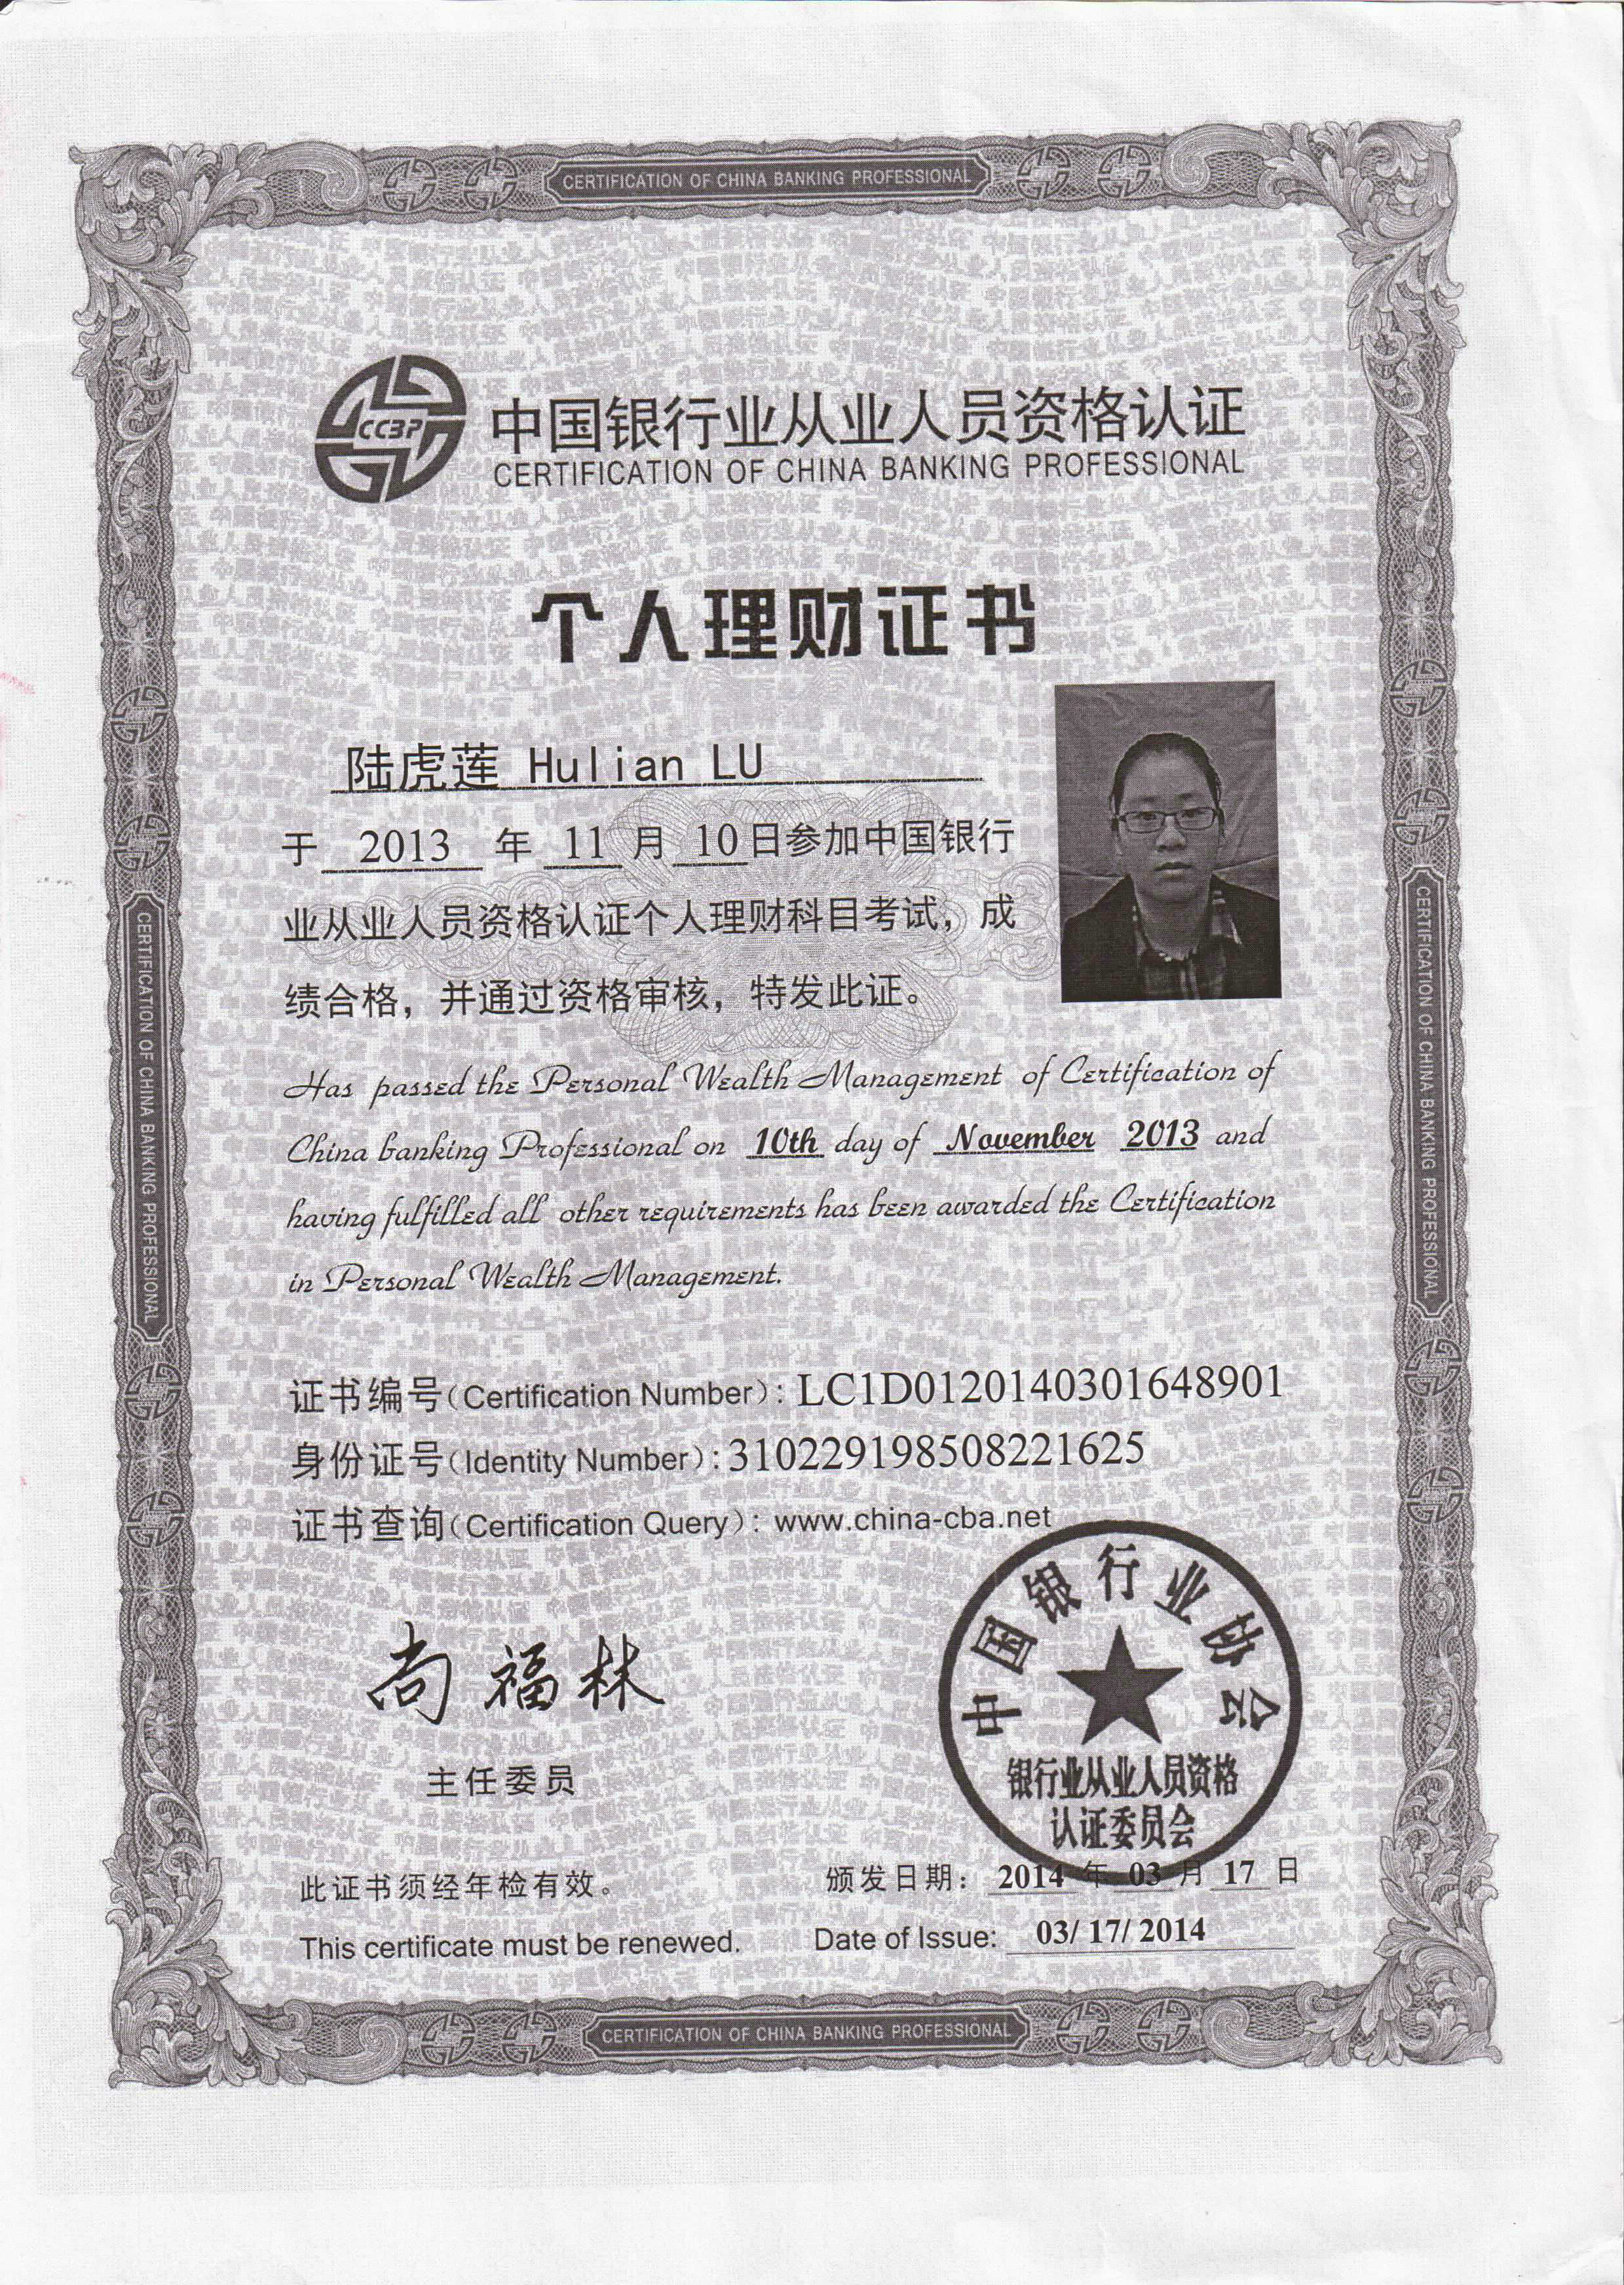 CERTIFICATION OF CHINA BANKING PROFESSIONAL
CCBP
中国银行业从业人员资格认证
CERTIFICATION OF CHINA BANKING PROFESSIONAL
个人理财证书
陆虎莲 Hulian LU
于 2013 年 11 月 10 日参加中国银行
业从业人员资格认证个人理财科目考试，成
绩合格，并通过资格审核，特发此证。
Has passed the Personal Wealth Management of Certification of
China banking Professional on 10th day of November 2013 and
having fulfilled all other requirements has been awarded the Certification
in Personal Wealth Management.
证书编号(Certification Number)：LC1D0120140301648901
身份证号(Identity Number)：310229198508221625
证书查询(Certification Query)：www.china-cba.net
中国银行业协会
银行业从业人员资格
认证委员会
尚福林
主任委员
此证书须经年检有效。
颁发日期：2014 年 03 月 17 日
This certificate must be renewed.
Date of Issue: 03/ 17/ 2014
CERTIFICATION OF CHINA BANKING PROFESSIONAL
CERTIFICATION OF CHINA BANKING PROFESSIONAL
CERTIFICATION OF CHINA BANKING PROFESSIONAL